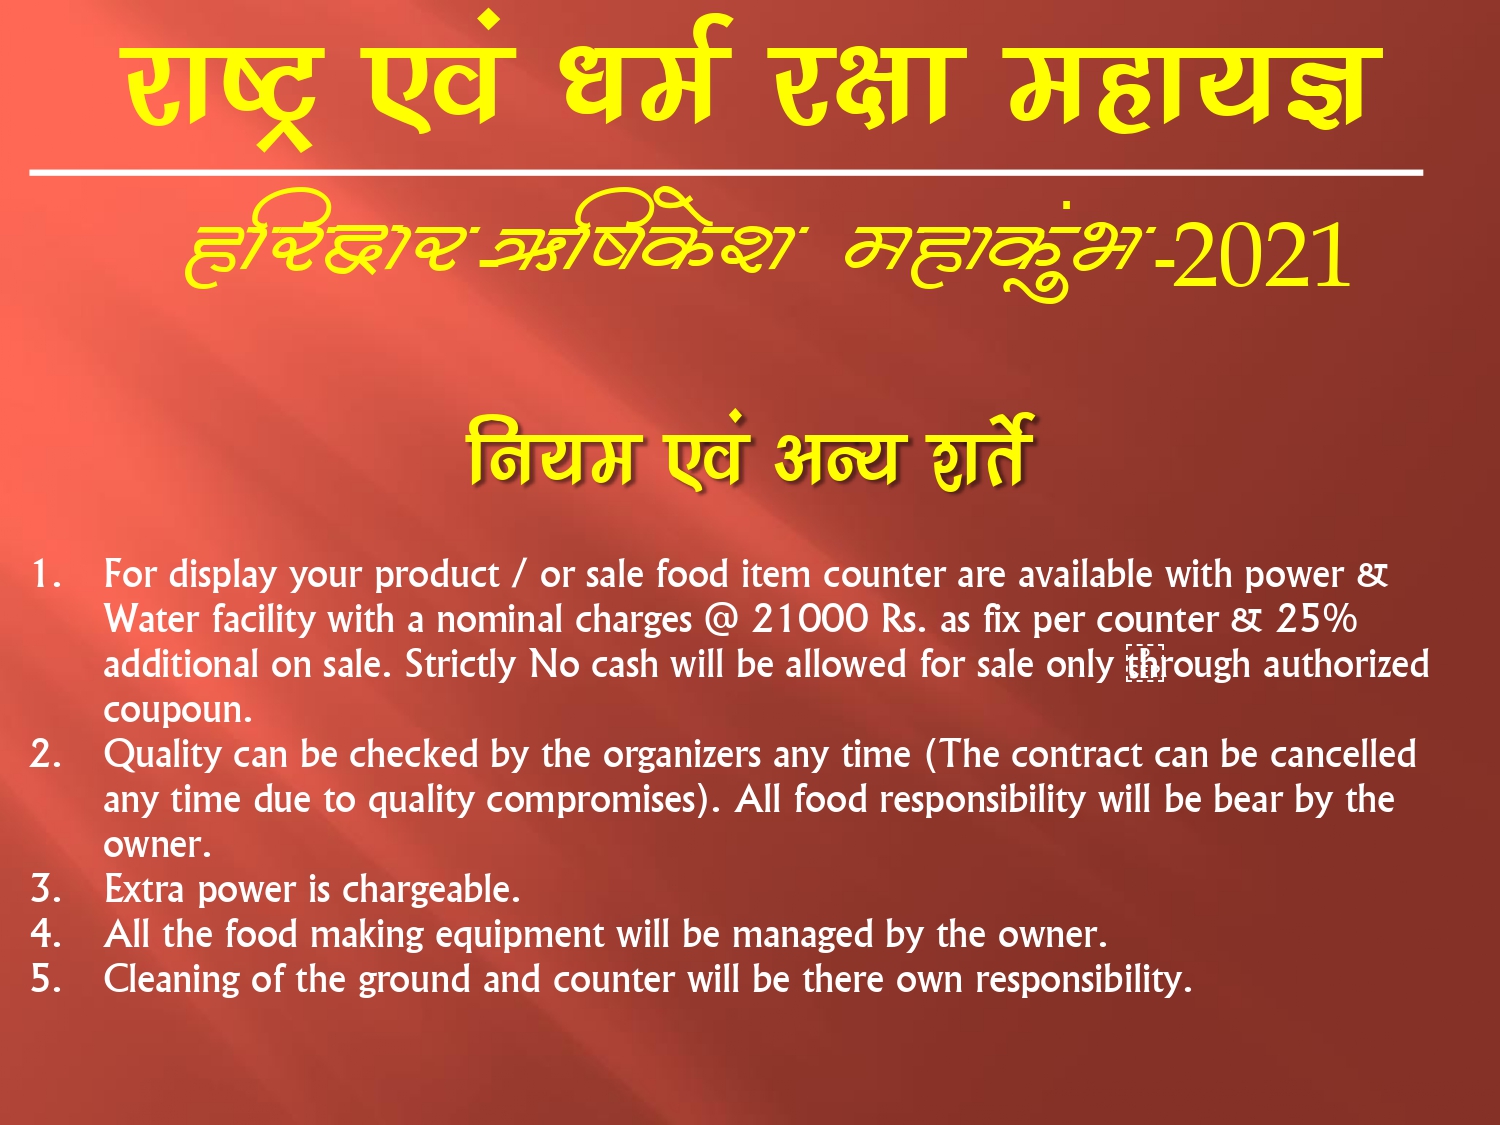 राष्ट्र एवं धर्म रक्षा महायज्ञ
हरिद्वार-ऋषिकेश महाकुंभ-2021
नियम एवं अन्य शर्ते
1. For display your product / or sale food item counter are available with power &
Water facility with a nominal charges @ 21000 Rs. as fix per counter & 25%
additional on sale. Strictly No cash will be allowed for sale only through authorized
coupoun.
2. Quality can be checked by the organizers any time (The contract can be cancelled
any time due to quality compromises). All food responsibility will be bear by the
owner.
3. Extra power is chargeable.
4. All the food making equipment will be managed by the owner.
5. Cleaning of the ground and counter will be there own responsibility.